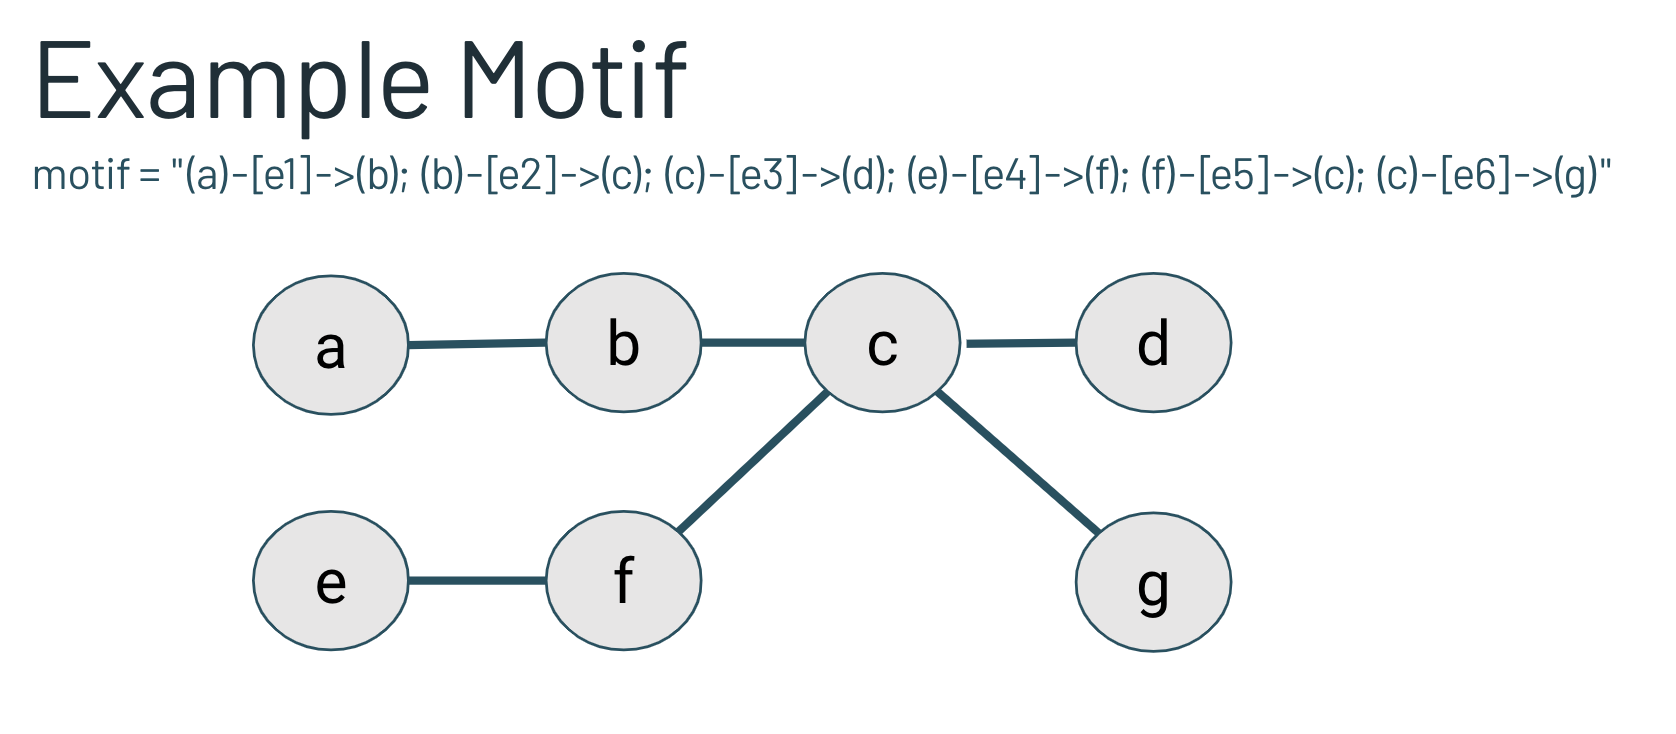 Example Motif
motif = "(a)-[e1]->(b); (b)-[e2]->(c); (c)-[e3]->(d); (e)-[e4]->(f); (f)-[e5]->(c); (c)-[e6]->(g)"
a b c d
e f g